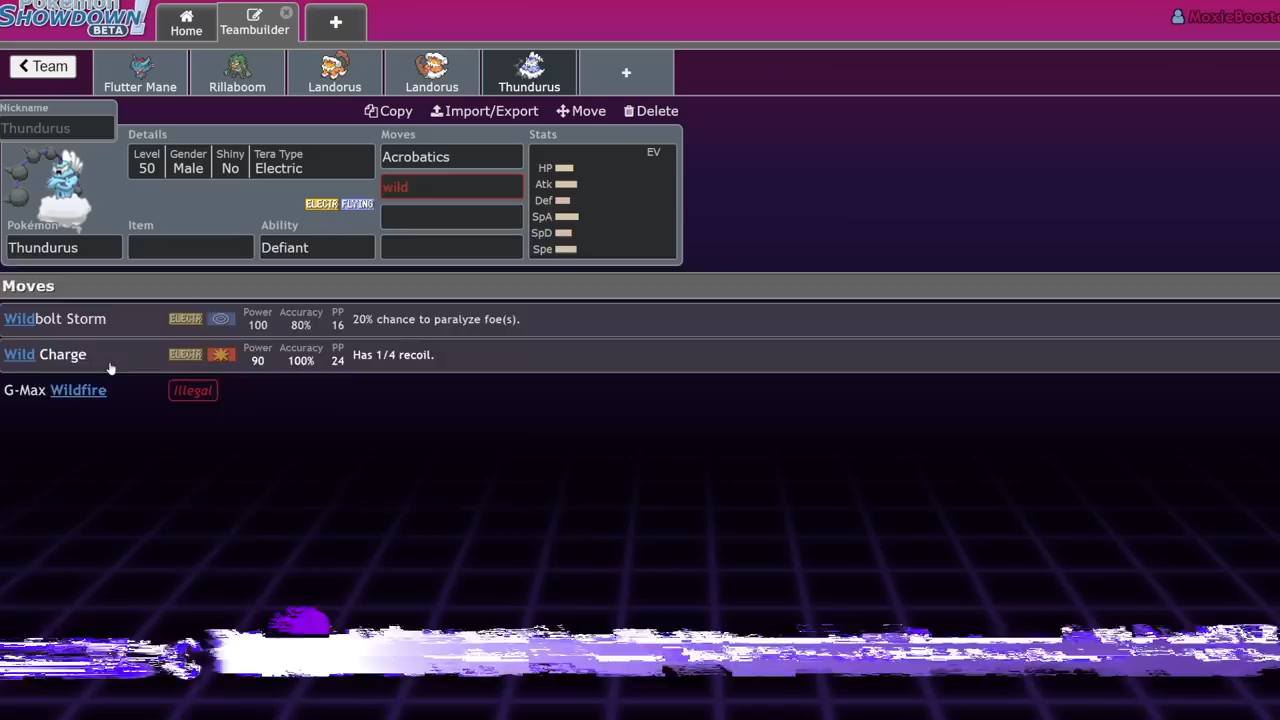 Pokémon
SHOWDOWN!
BETA
Home
Teambuilder
+
MoxieBoost
Team
Flutter Mane
Rillaboom
Landorus
Landorus
Thundurus
+
Nickname
Thundurus
Copy
Import/Export
Move
Delete
Details
Moves
Stats
Level
50
Gender
Male
Shiny
No
Tera Type
Electric
Acrobatics
wild
EV
HP
Atk
Def
SpA
SpD
Spe
ELECTR
FLYING
Pokémon
Item
Ability
Thundurus
Defiant
Moves
Wildbolt Storm
ELECTR
Power
100
Accuracy
80%
PP
16
20% chance to paralyze foe(s).
Wild Charge
ELECTR
Power
90
Accuracy
100%
PP
24
Has 1/4 recoil.
G-Max Wildfire
Illegal